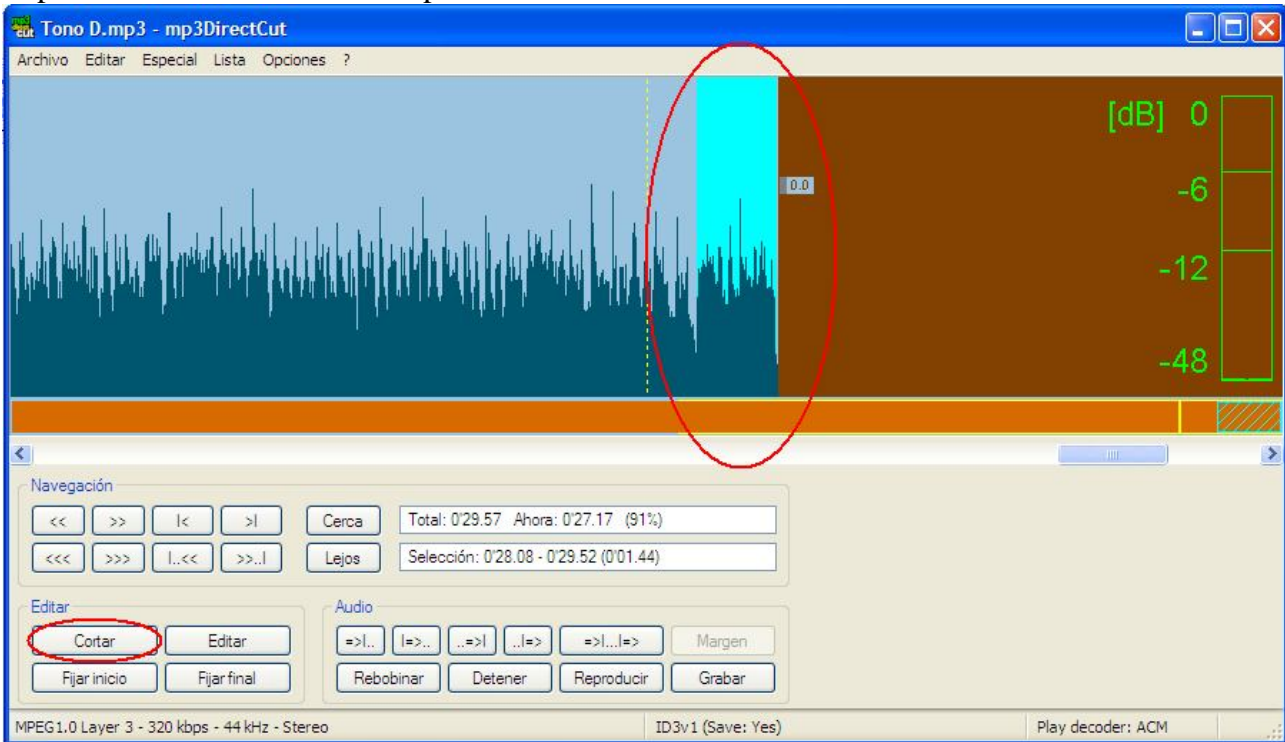 Tono D.mp3 - mp3DirectCut
Archivo Editar Especial Lista Opciones ?
[dB] 0
0.0
-6
-12
-48
Navegación
<< >> I< >I Cerca Total: 0'29.57 Ahora: 0'27.17 (91%)
<<< >>> I..<< >>..I Lejos Selección: 0'28.08 - 0'29.52 (0'01.44)
Editar Audio
Cortar Editar =>I.. I=>.. ..=>I ..I=> =>I...I=> Margen
Fijar inicio Fijar final Rebobinar Detener Reproducir Grabar
MPEG1.0 Layer 3 - 320 kbps - 44 kHz - Stereo ID3v1 (Save: Yes) Play decoder: ACM